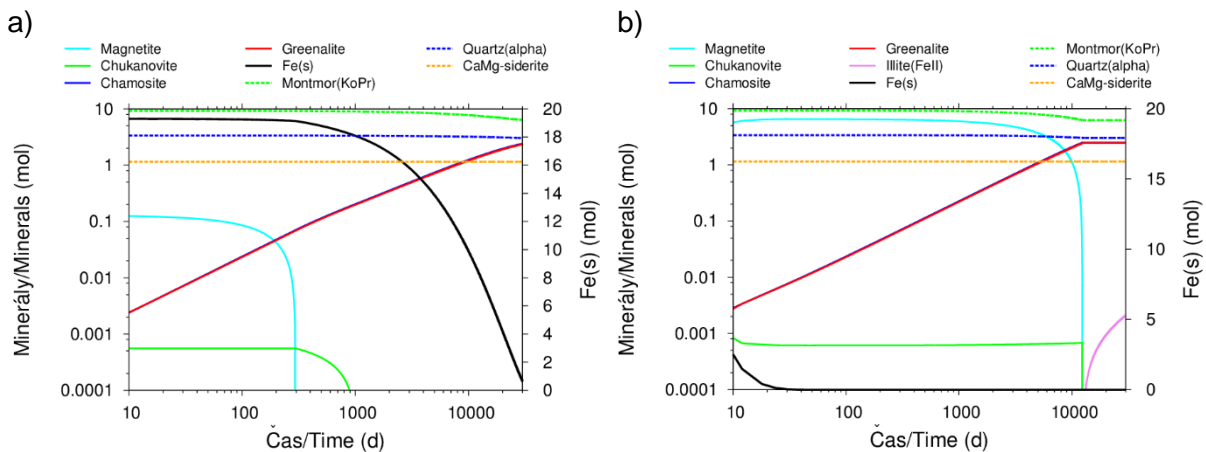 a)
Magnetite
Greenalite
Quartz(alpha)
Chukanovite
Fe(s)
CaMg-siderite
Chamosite
Montmor(KoPr)
Minerály/Minerals (mol)
10
1
0.1
0.01
0.001
0.0001
20
18
16
14
12
10
8
6
4
2
0
Fe(s) (mol)
10
100
1000
10000
Čas/Time (d)
b)
Magnetite
Greenalite
Montmor(KoPr)
Chukanovite
Illite(FeII)
Quartz(alpha)
Chamosite
Fe(s)
CaMg-siderite
Minerály/Minerals (mol)
10
1
0.1
0.01
0.001
0.0001
20
15
10
5
0
Fe(s) (mol)
10
100
1000
10000
Čas/Time (d)